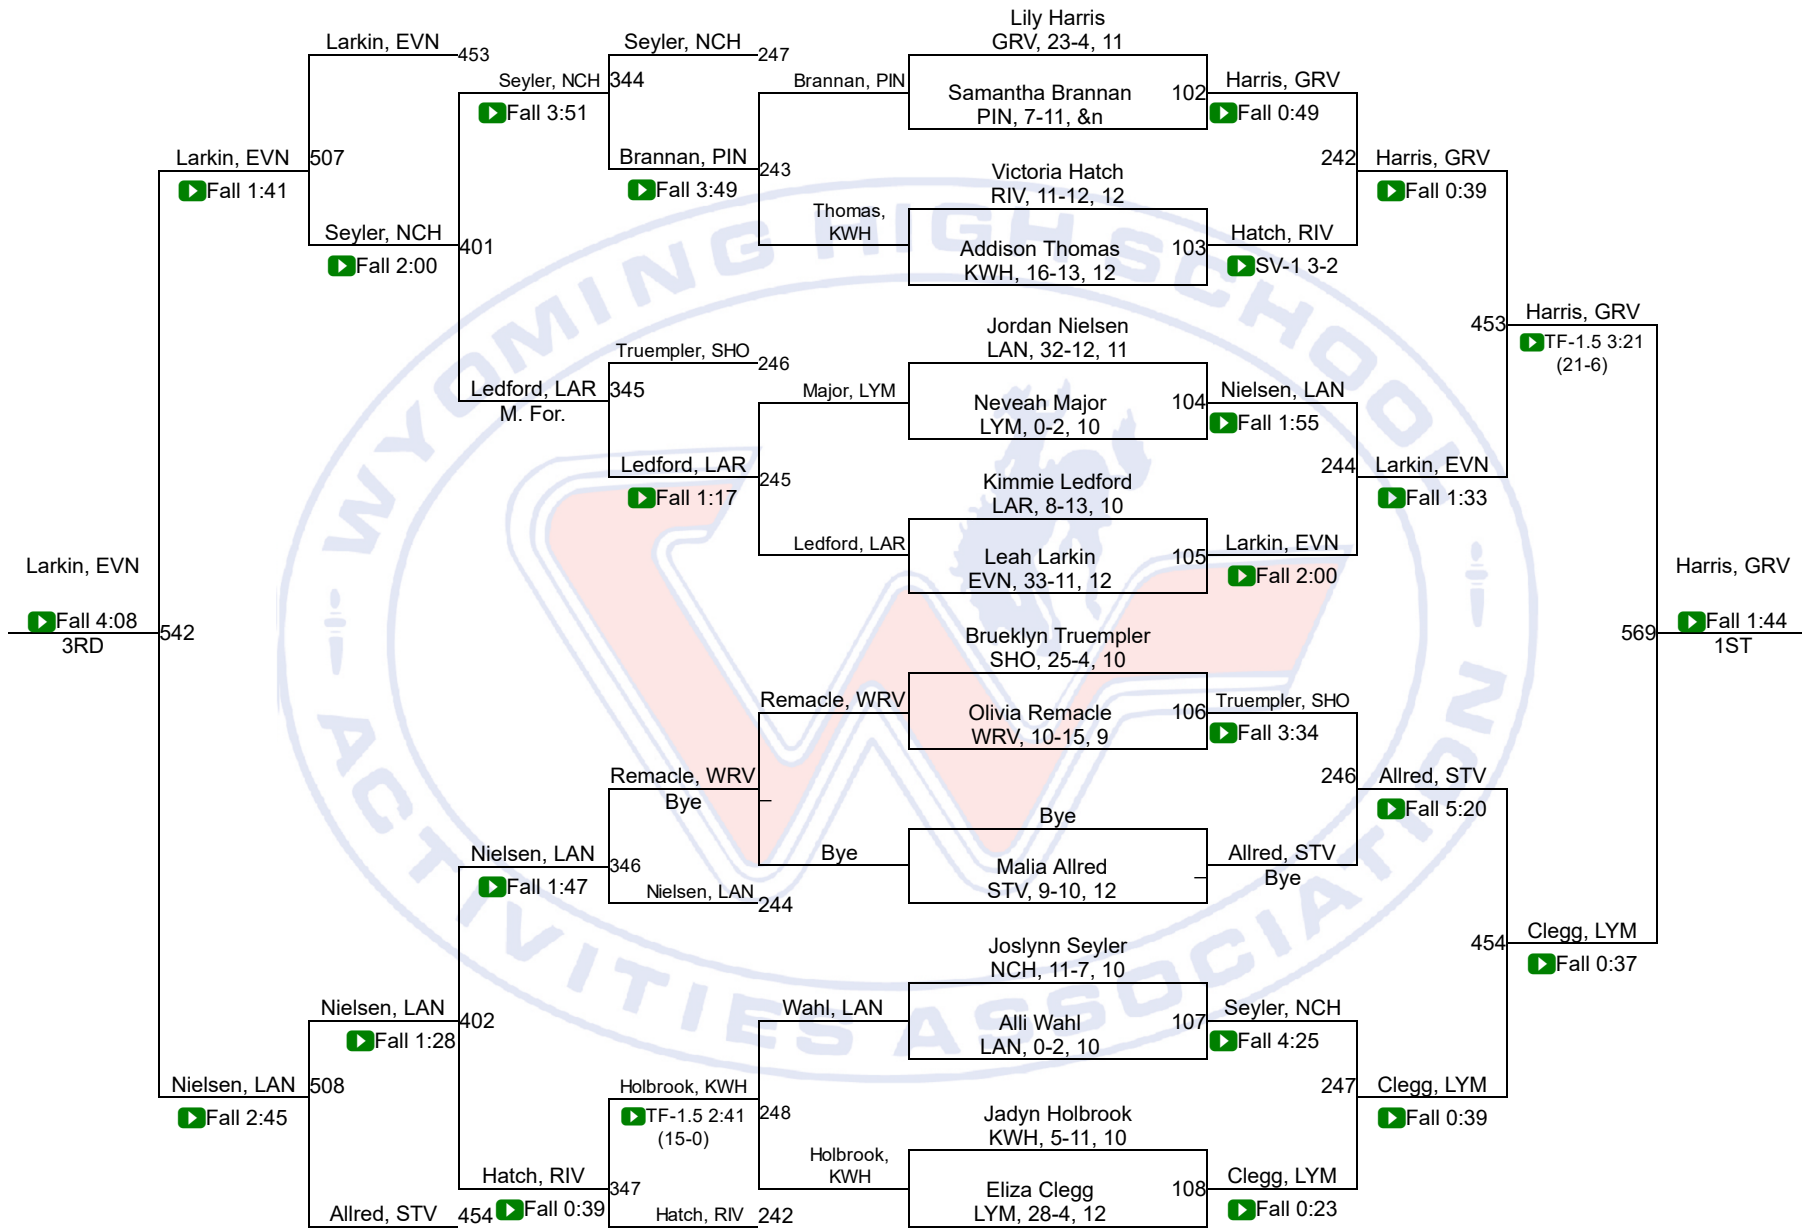 Lily Harris
GRV, 23-4, 11
Larkin, EVN
453
Seyler, NCH
247
Seyler, NCH
344
Brannan, PIN
Samantha Brannan
PIN, 7-11, &n
102
Harris, GRV
Fall 3:51
Fall 0:49
Larkin, EVN
507
Brannan, PIN
243
Victoria Hatch
RIV, 11-12, 12
242
Harris, GRV
Fall 1:41
Fall 3:49
Fall 0:39
Thomas,
KWH
Seyler, NCH
401
Addison Thomas
KWH, 16-13, 12
103
Hatch, RIV
Fall 2:00
SV-1 3-2
WYOMING HIGH SCHOOL
ACTIVITIES ASSOCIATION
Jordan Nielsen
LAN, 32-12, 11
453
Harris, GRV
TF-1.5 3:21
(21-6)
Truempler, SHO
246
Ledford, LAR
345
M. For.
Major, LYM
Neveah Major
LYM, 0-2, 10
104
Nielsen, LAN
Fall 1:55
Ledford, LAR
245
Kimmie Ledford
LAR, 8-13, 10
244
Larkin, EVN
Fall 1:17
Fall 1:33
Ledford, LAR
Leah Larkin
EVN, 33-11, 12
105
Larkin, EVN
Fall 2:00
Larkin, EVN
Harris, GRV
Fall 4:08
3RD
542
Brueklyn Truempler
SHO, 25-4, 10
569
Fall 1:44
1ST
Remacle, WRV
Olivia Remacle
WRV, 10-15, 9
106
Truempler, SHO
Fall 3:34
Remacle, WRV
Bye
246
Allred, STV
Fall 5:20
Bye
Bye
Malia Allred
STV, 9-10, 12
Allred, STV
Bye
Nielsen, LAN
346
Fall 1:47
Nielsen, LAN
244
Joslynn Seyler
NCH, 11-7, 10
454
Clegg, LYM
Fall 0:37
Nielsen, LAN
402
Fall 1:28
Wahl, LAN
Alli Wahl
LAN, 0-2, 10
107
Seyler, NCH
Fall 4:25
Nielsen, LAN
508
Fall 2:45
Holbrook, KWH
248
TF-1.5 2:41
(15-0)
Jadyn Holbrook
KWH, 5-11, 10
247
Clegg, LYM
Fall 0:39
Holbrook,
KWH
Hatch, RIV
347
Fall 0:39
Eliza Clegg
LYM, 28-4, 12
108
Clegg, LYM
Fall 0:23
Allred, STV
454
Hatch, RIV
242